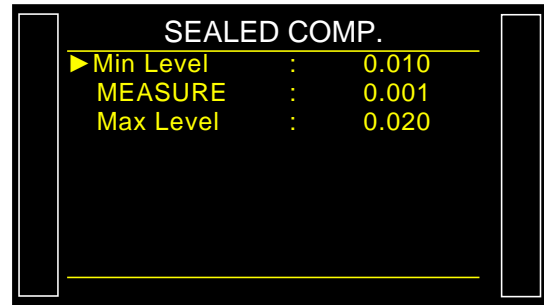 SEALED COMP.
►Min Level : 0.010
MEASURE : 0.001
Max Level : 0.020